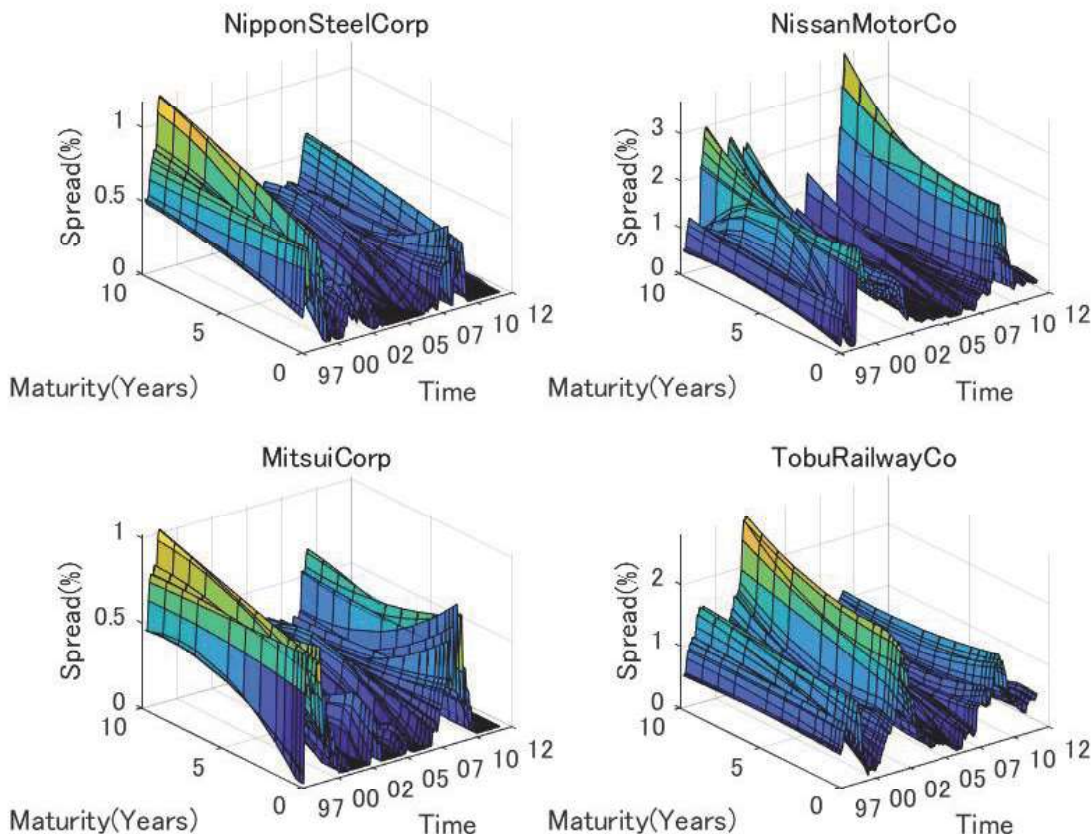 NipponSteelCorp
Spread(%)
1
0.5
0
10
5
0
Maturity(Years)
97 00 02 05 07 10 12
Time
NissanMotorCo
Spread(%)
3
2
1
0
10
5
0
Maturity(Years)
97 00 02 05 07 10 12
Time
MitsuiCorp
Spread(%)
1
0.5
0
10
5
0
Maturity(Years)
97 00 02 05 07 10 12
Time
TobuRailwayCo
Spread(%)
2
1
0
10
5
0
Maturity(Years)
97 00 02 05 07 10 12
Time